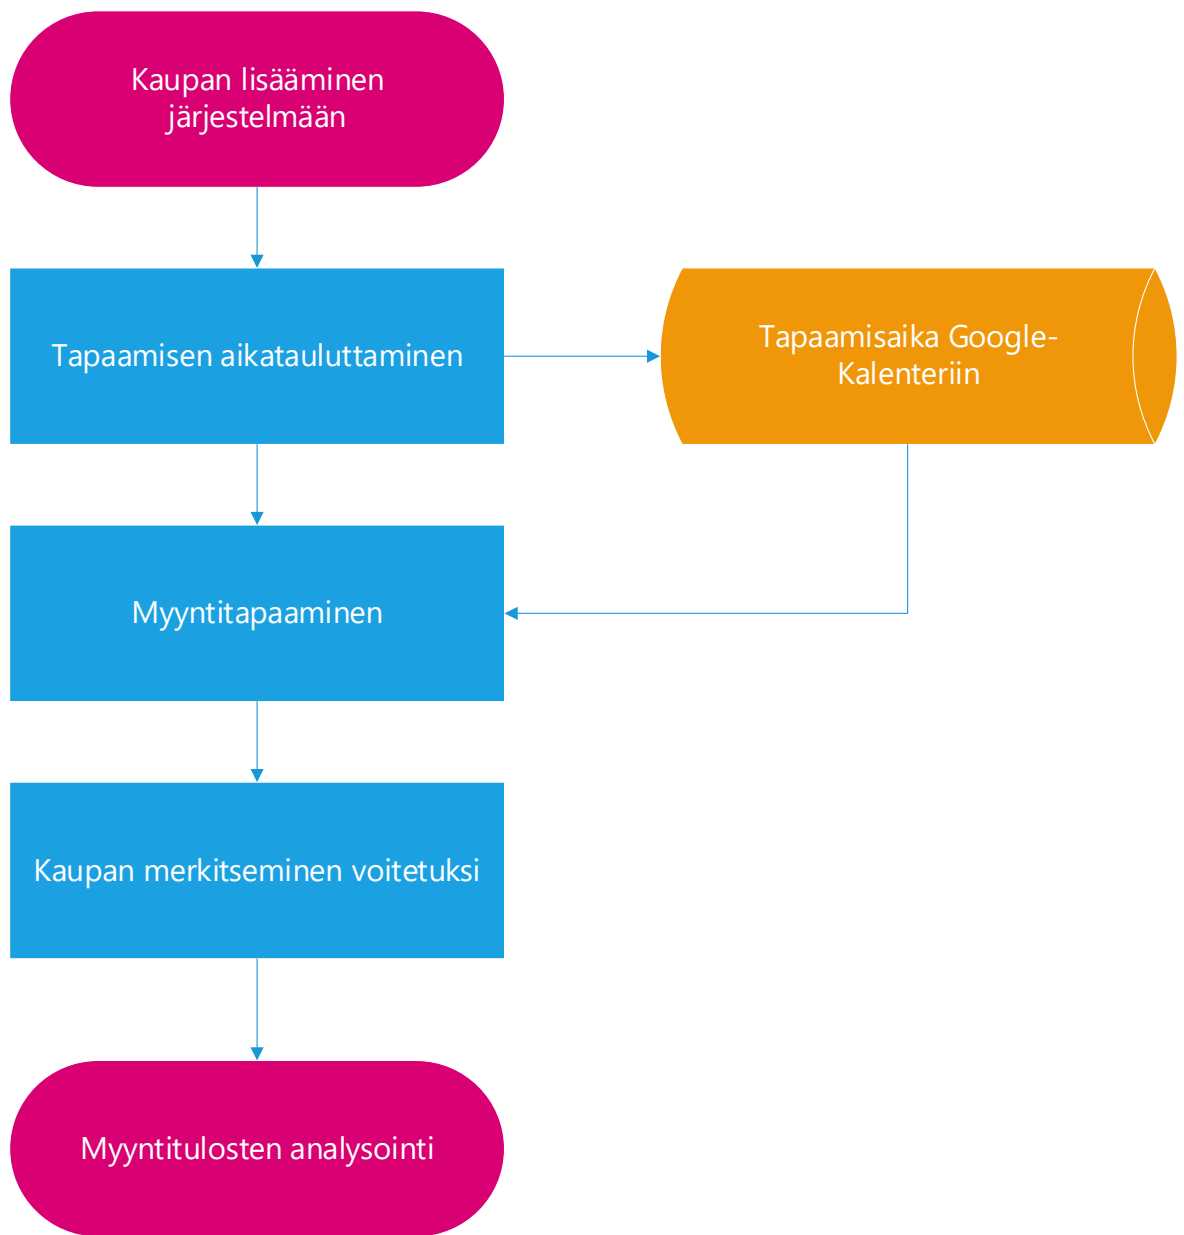 Kaupan lisääminen
järjestelmään
Tapaamisen aikatauluttaminen
Tapaamisaika Google-
Kalenteriin
Myyntitapaaminen
Kaupan merkitseminen voitetuksi
Myyntitulosten analysointi